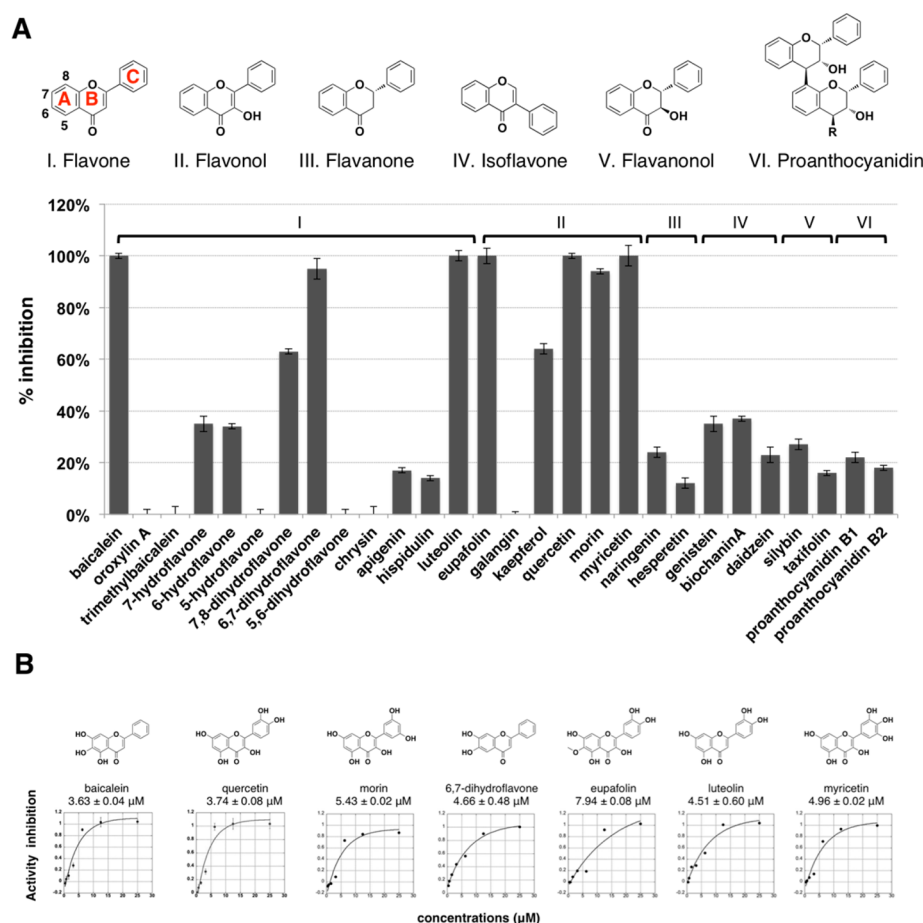 A
8
7
6
5
A
B
C
O
O
O
OH
O
O
O
O
O
O
OH
O
O
OH
O
OH
R
I. Flavone
II. Flavonol
III. Flavanone
IV. Isoflavone
V. Flavanonol
VI. Proanthocyanidin
% inhibition
120%
100%
80%
60%
40%
20%
0%
I
II
III
IV
V
VI
baicalein
oroxylin A
trimethylbaicalein
7-hydroflavone
6-hydroflavone
5-hydroflavone
7,8-dihydroflavone
6,7-dihydroflavone
5,6-dihydroflavone
chrysin
apigenin
hispidulin
luteolin
eupafolin
galangin
kaepferol
quercetin
morin
myricetin
naringenin
hesperetin
genistein
biochaninA
daidzein
silybin
taxifolin
proanthocyanidin B1
proanthocyanidin B2
B
baicalein
3.63 ± 0.04 µM
quercetin
3.74 ± 0.08 µM
morin
5.43 ± 0.02 µM
6,7-dihydroflavone
4.66 ± 0.48 µM
eupafolin
7.94 ± 0.08 µM
luteolin
4.51 ± 0.60 µM
myricetin
4.96 ± 0.02 µM
Activity inhibition
concentrations (µM)